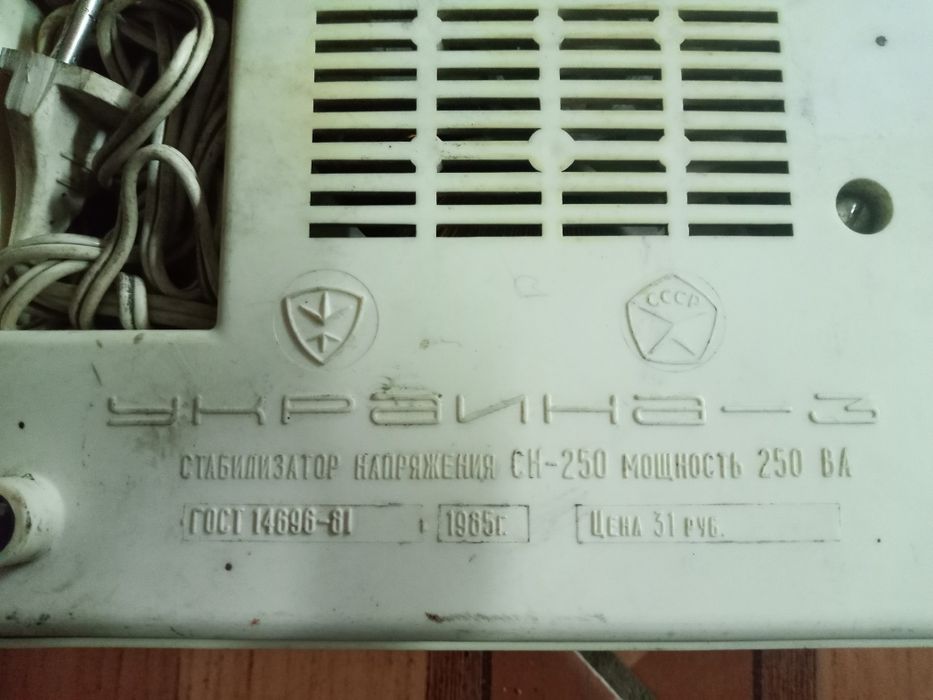 СССР
Украина-3
СТАБИЛИЗАТОР НАПРЯЖЕНИЯ СН-250 МОЩНОСТЬ 250 ВА
ГОСТ 14696-81 1985г. ЦЕНА 31 РУБ.